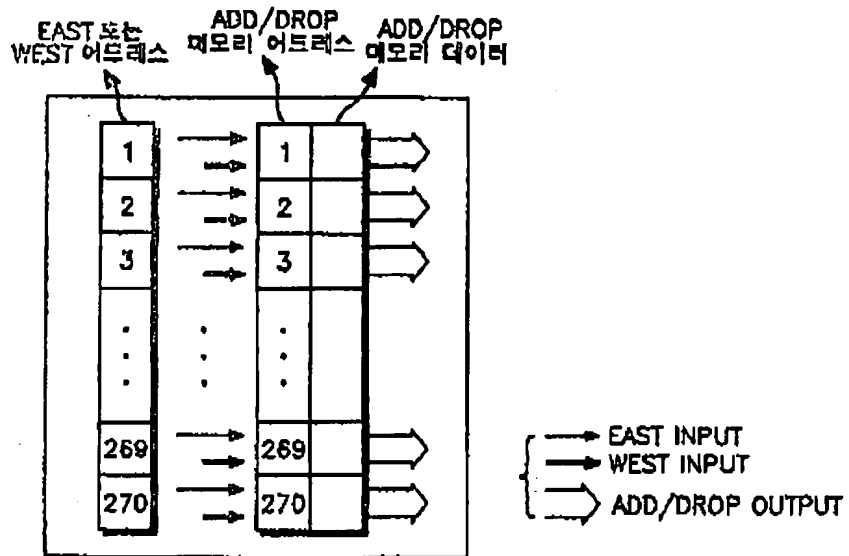 EAST 또는
WEST 어드레스
ADD/DROP
메모리 어드레스
ADD/DROP
메모리 데이터
1
1
2
2
3
3
269
269
270
270
EAST INPUT
WEST INPUT
ADD/DROP OUTPUT